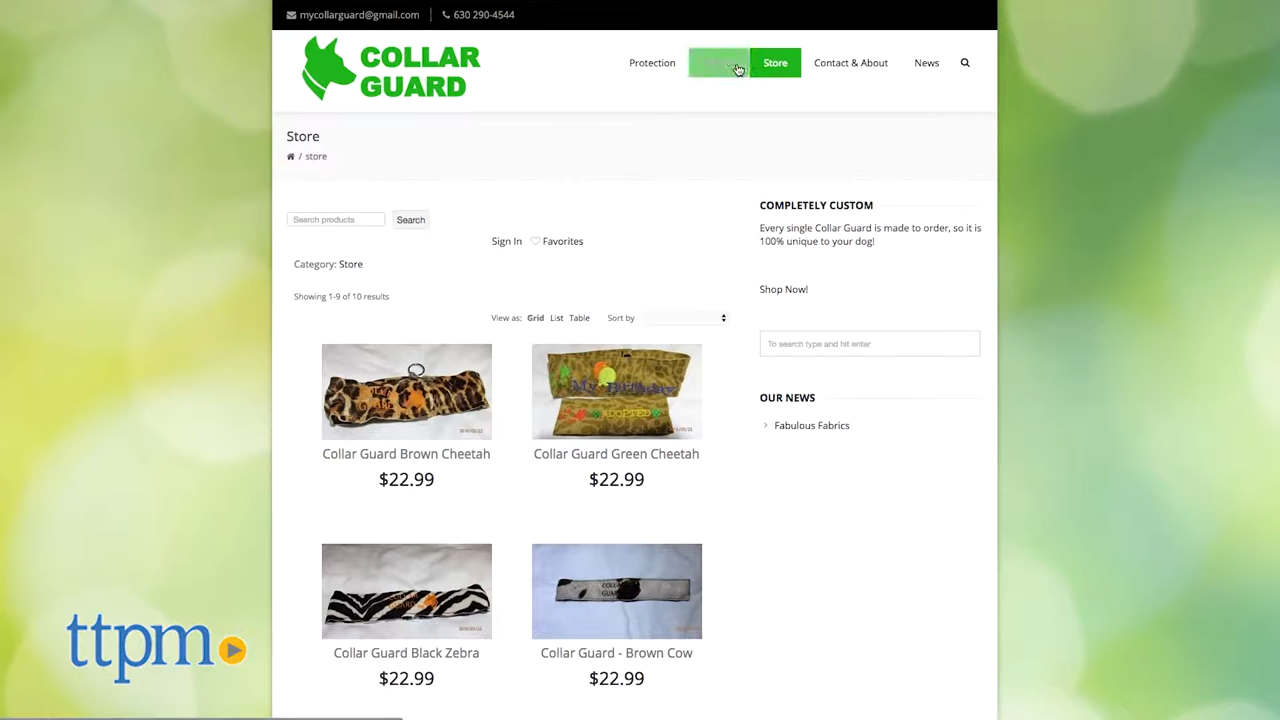 mycollarguard@gmail.com
630 290-4544
COLLAR
GUARD
Protection
Store
Contact & About
News
Store
/ store
Search products
Search
Sign In
Favorites
Category: Store
Showing 1-9 of 10 results
View as: Grid List Table Sort by
COMPLETELY CUSTOM
Every single Collar Guard is made to order, so it is
100% unique to your dog!
Shop Now!
To search type and hit enter
OUR NEWS
Fabulous Fabrics
My Birthday
ADOPTED
Collar Guard Brown Cheetah
$22.99
Collar Guard Green Cheetah
$22.99
Collar Guard Black Zebra
$22.99
Collar Guard - Brown Cow
$22.99
ttpm